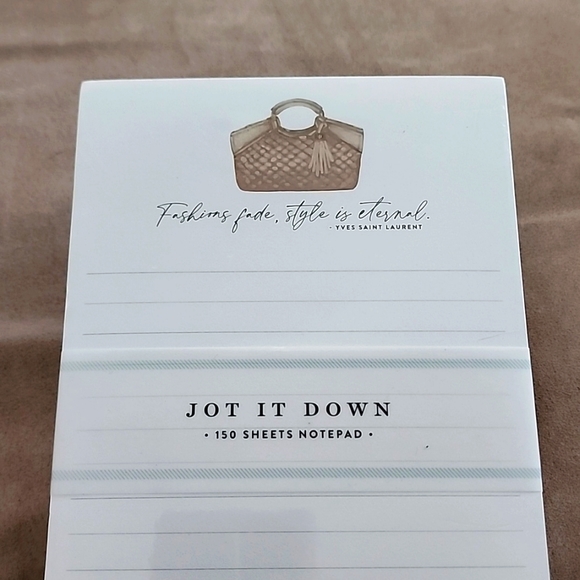 Fashions fade, style is eternal.
- YVES SAINT LAURENT
JOT IT DOWN
• 150 SHEETS NOTEPAD •